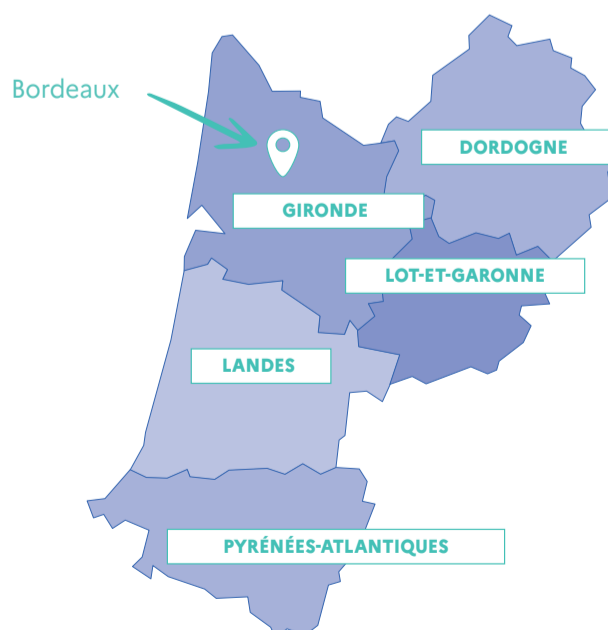 Bordeaux
DORDOGNE
GIRONDE
LOT-ET-GARONNE
LANDES
PYRÉNÉES-ATLANTIQUES